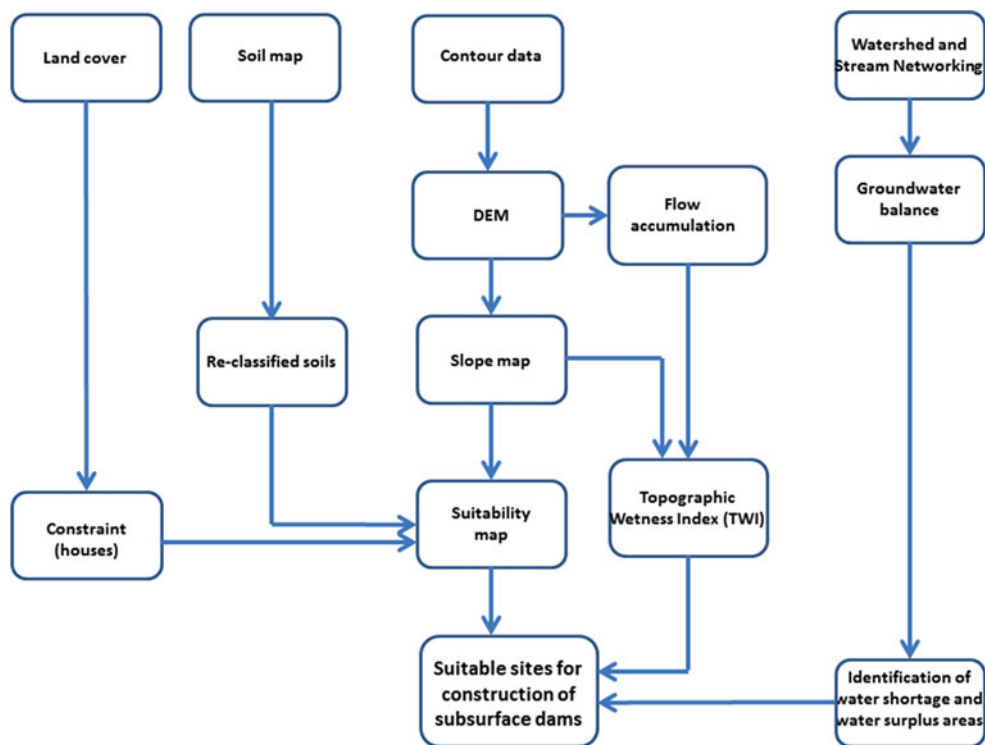 Land cover
Soil map
Contour data
Watershed and
Stream Networking
DEM
Flow
accumulation
Groundwater
balance
Re-classified soils
Slope map
Constraint
(houses)
Suitability
map
Topographic
Wetness Index (TWI)
Suitable sites for
construction of
subsurface dams
Identification of
water shortage and
water surplus areas